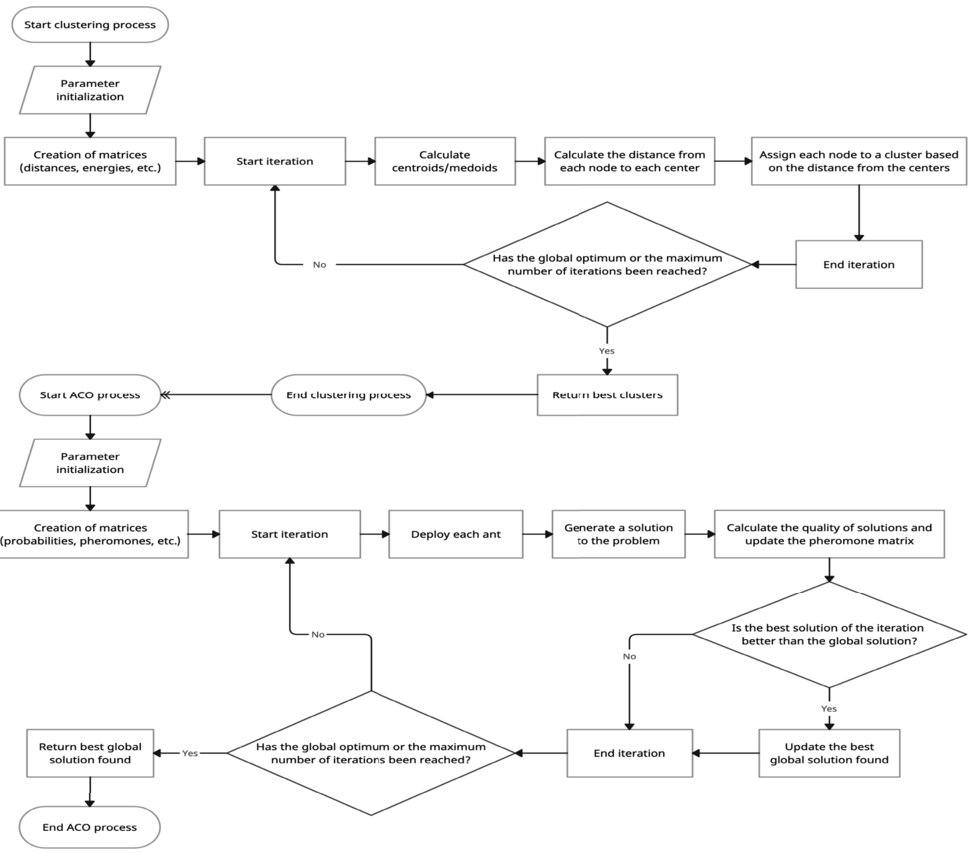 Start clustering process
Parameter
initialization
Creation of matrices
(distances, energies, etc.)
Start iteration
Calculate
centroids/medoids
Calculate the distance from
each node to each center
Assign each node to a cluster based
on the distance from the centers
No
Has the global optimum or the maximum
number of iterations been reached?
End iteration
Yes
Start ACO process
End clustering process
Return best clusters
Parameter
initialization
Creation of matrices
(probabilities, pheromones, etc.)
Start iteration
Deploy each ant
Generate a solution
to the problem
Calculate the quality of solutions and
update the pheromone matrix
Is the best solution of the iteration
better than the global solution?
No
No
Yes
Return best global
solution found
Yes
Has the global optimum or the maximum
number of iterations been reached?
End iteration
Update the best
global solution found
End ACO process